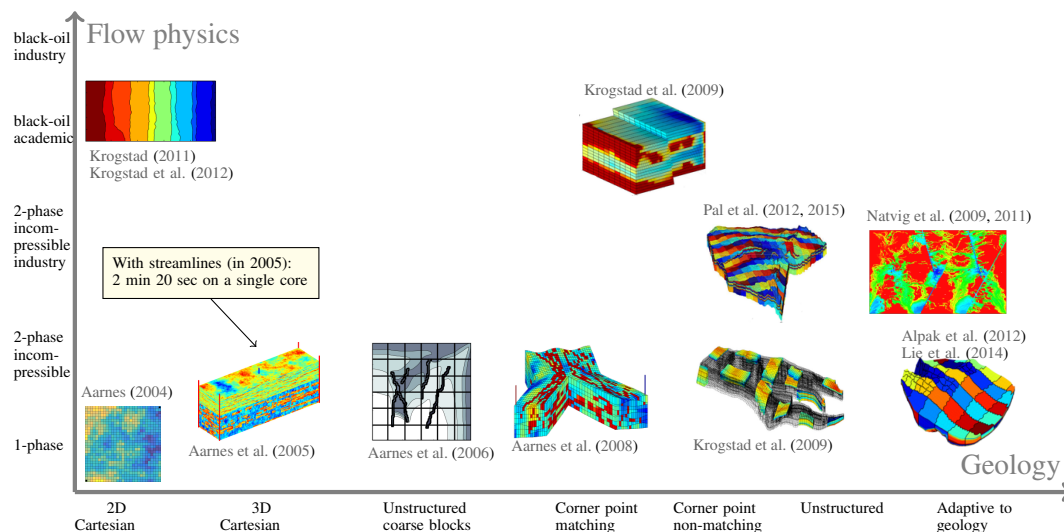 black-oil
industry
Flow physics
black-oil
academic
Krogstad (2011)
Krogstad et al. (2012)
Krogstad et al. (2009)
2-phase
incom-
pressible
industry
Pal et al. (2012, 2015)
Natvig et al. (2009, 2011)
With streamlines (in 2005):
2 min 20 sec on a single core
2-phase
incom-
pressible
Alpak et al. (2012)
Lie et al. (2014)
Aarnes (2004)
1-phase
Aarnes et al. (2005)
Aarnes et al. (2006)
Aarnes et al. (2008)
Krogstad et al. (2009)
Geology
2D
Cartesian
3D
Cartesian
Unstructured
coarse blocks
Corner point
matching
Corner point
non-matching
Unstructured
Adaptive to
geology